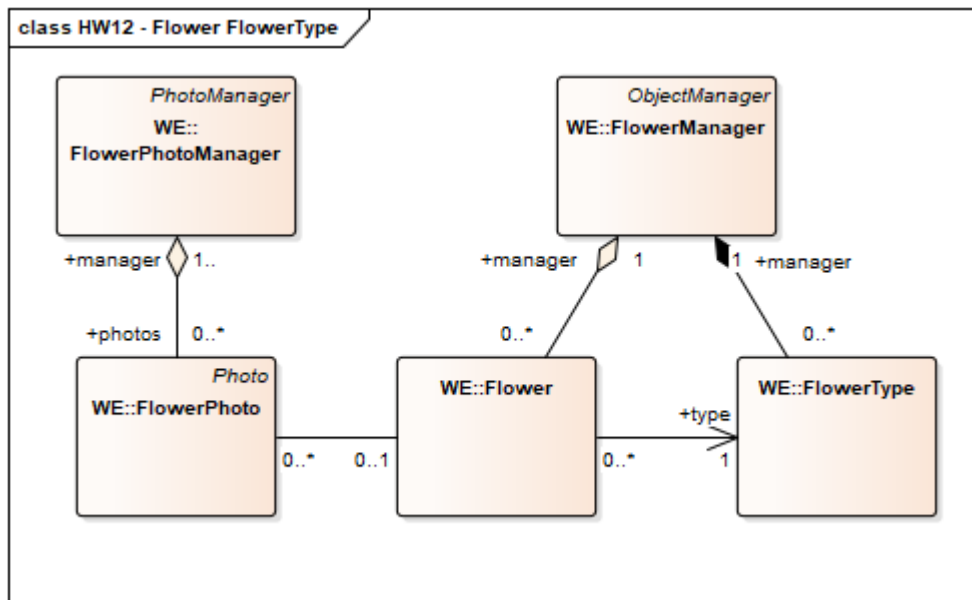 class HW12 - Flower FlowerType
PhotoManager
WE::
FlowerPhotoManager
ObjectManager
WE::FlowerManager
+manager
1..
+manager
1
1
+manager
+photos
0..*
0..*
0..*
Photo
WE::FlowerPhoto
WE::Flower
WE::FlowerType
+type
0..*
0..1
0..*
1